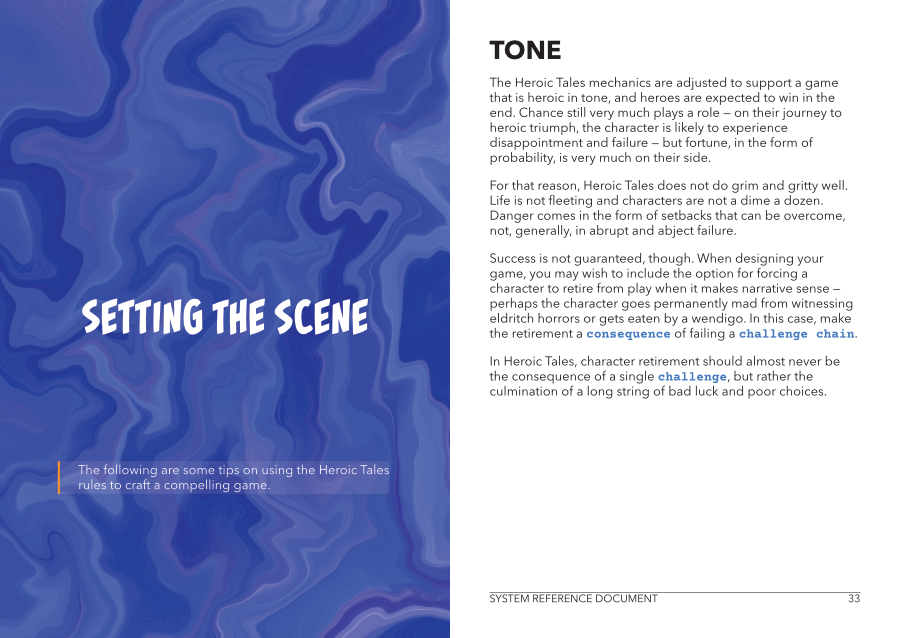 SETTING THE SCENE
The following are some tips on using the Heroic Tales
rules to craft a compelling game.
TONE
The Heroic Tales mechanics are adjusted to support a game
that is heroic in tone, and heroes are expected to win in the
end. Chance still very much plays a role — on their journey to
heroic triumph, the character is likely to experience
disappointment and failure — but fortune, in the form of
probability, is very much on their side.
For that reason, Heroic Tales does not do grim and gritty well.
Life is not fleeting and characters are not a dime a dozen.
Danger comes in the form of setbacks that can be overcome,
not, generally, in abrupt and abject failure.
Success is not guaranteed, though. When designing your
game, you may wish to include the option for forcing a
character to retire from play when it makes narrative sense —
perhaps the character goes permanently mad from witnessing
eldritch horrors or gets eaten by a wendigo. In this case, make
the retirement a consequence of failing a challenge chain.
In Heroic Tales, character retirement should almost never be
the consequence of a single challenge, but rather the
culmination of a long string of bad luck and poor choices.
SYSTEM REFERENCE DOCUMENT 33